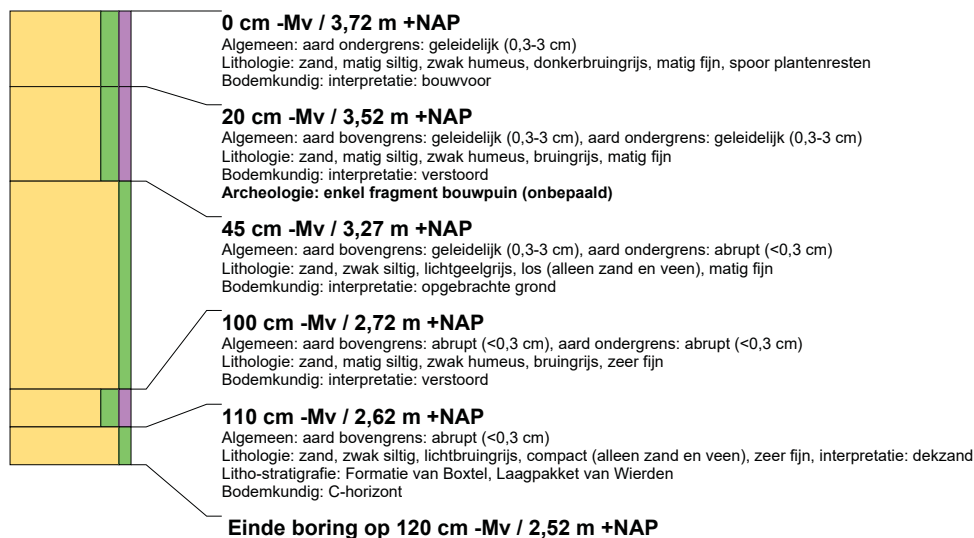 0 cm -Mv / 3,72 m +NAP
Algemeen: aard ondergrens: geleidelijk (0,3-3 cm)
Lithologie: zand, matig siltig, zwak humeus, donkerbruingrijs, matig fijn, spoor plantenresten
Bodemkundig: interpretatie: bouwvoor
20 cm -Mv / 3,52 m +NAP
Algemeen: aard bovengrens: geleidelijk (0,3-3 cm), aard ondergrens: geleidelijk (0,3-3 cm)
Lithologie: zand, matig siltig, zwak humeus, bruingrijs, matig fijn
Bodemkundig: interpretatie: verstoord
Archeologie: enkel fragment bouwpuin (onbepaald)
45 cm -Mv / 3,27 m +NAP
Algemeen: aard bovengrens: geleidelijk (0,3-3 cm), aard ondergrens: abrupt (<0,3 cm)
Lithologie: zand, zwak siltig, lichtgeelgrijs, los (alleen zand en veen), matig fijn
Bodemkundig: interpretatie: opgebrachte grond
100 cm -Mv / 2,72 m +NAP
Algemeen: aard bovengrens: abrupt (<0,3 cm), aard ondergrens: abrupt (<0,3 cm)
Lithologie: zand, matig siltig, zwak humeus, bruingrijs, zeer fijn
Bodemkundig: interpretatie: verstoord
110 cm -Mv / 2,62 m +NAP
Algemeen: aard bovengrens: abrupt (<0,3 cm)
Lithologie: zand, zwak siltig, lichtbruingrijs, compact (alleen zand en veen), zeer fijn, interpretatie: dekzand
Litho-stratigrafie: Formatie van Boxtel, Laagpakket van Wierden
Bodemkundig: C-horizont
Einde boring op 120 cm -Mv / 2,52 m +NAP